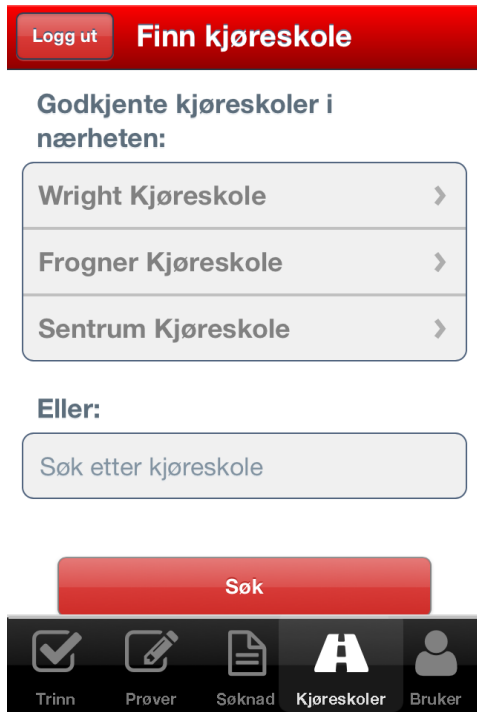 Logg ut
Finn kjøreskole
Godkjente kjøreskoler i
nærheten:
Wright Kjøreskole
Frogner Kjøreskole
Sentrum Kjøreskole
Eller:
Søk etter kjøreskole
Søk
Trinn
Prøver
Søknad
Kjøreskoler
Bruker